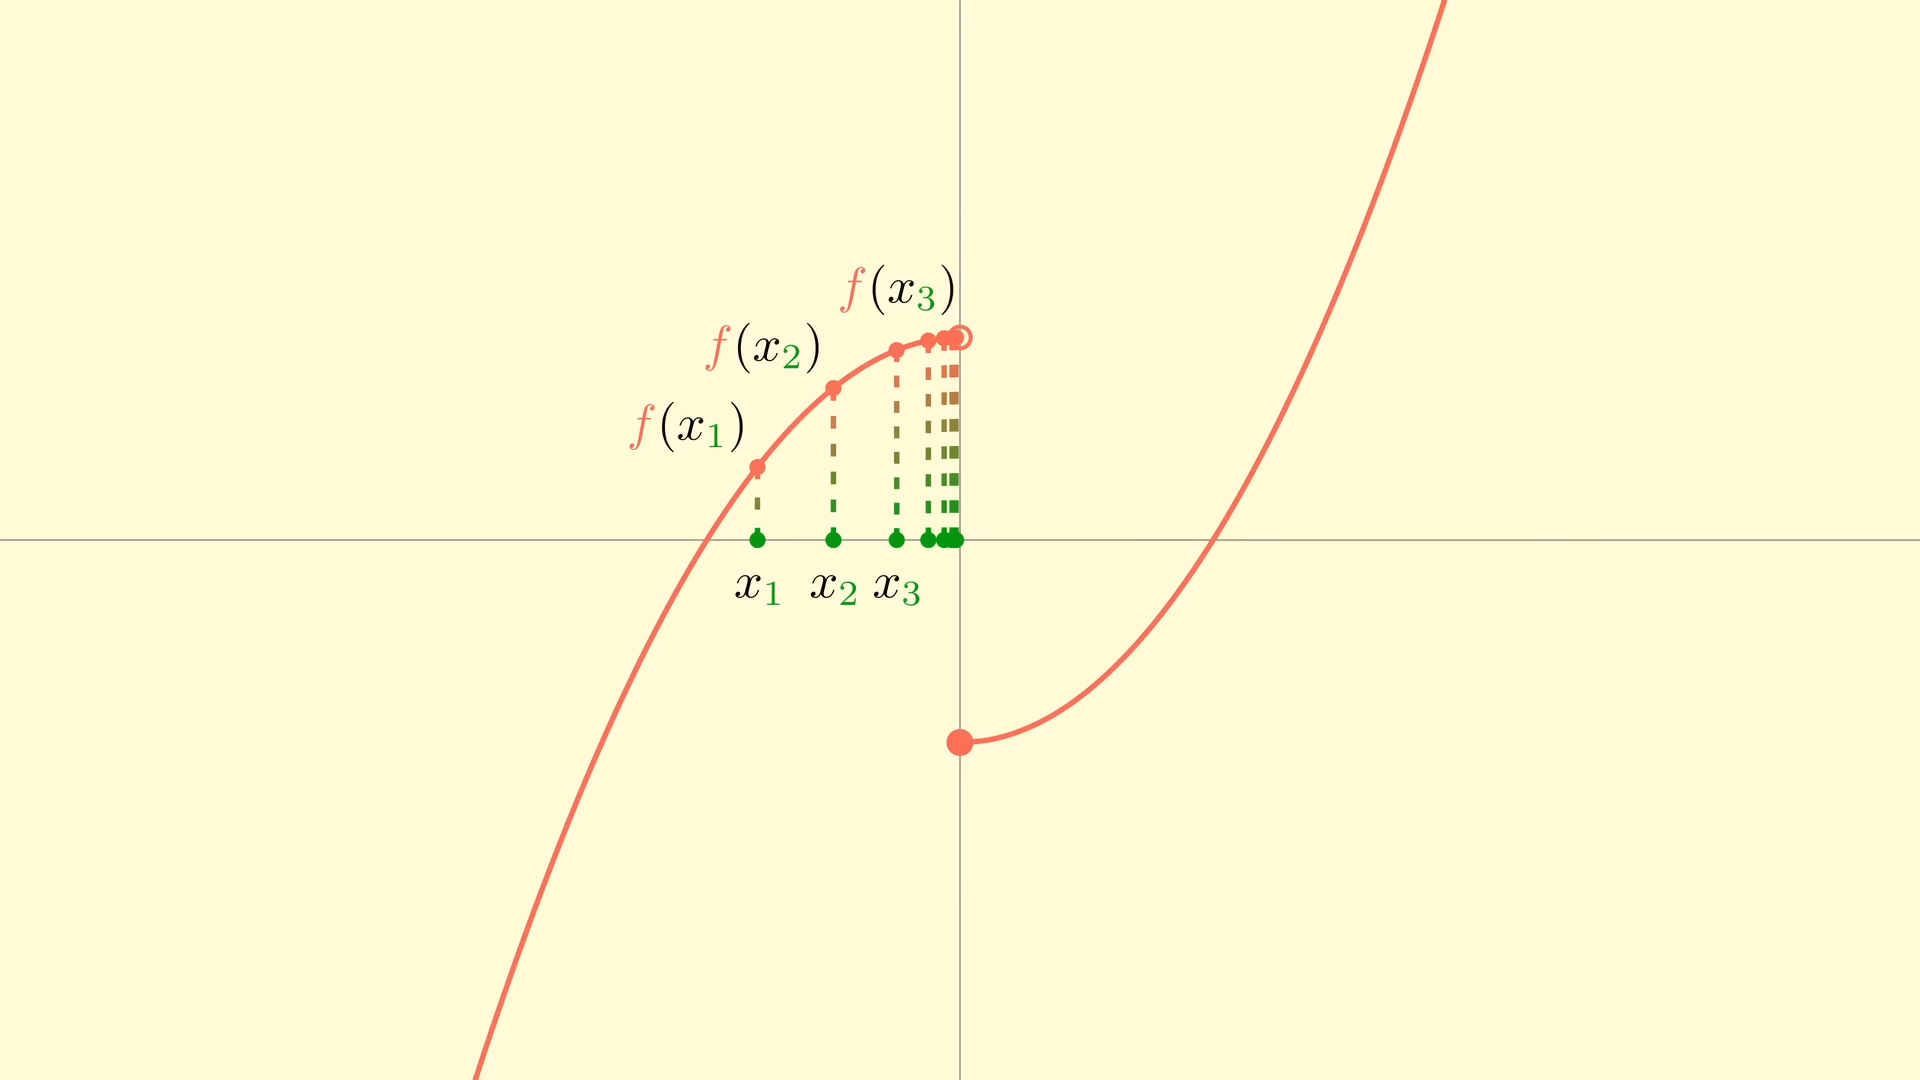 f(x₃)
f(x₂)
f(x₁)
x₁ x₂ x₃